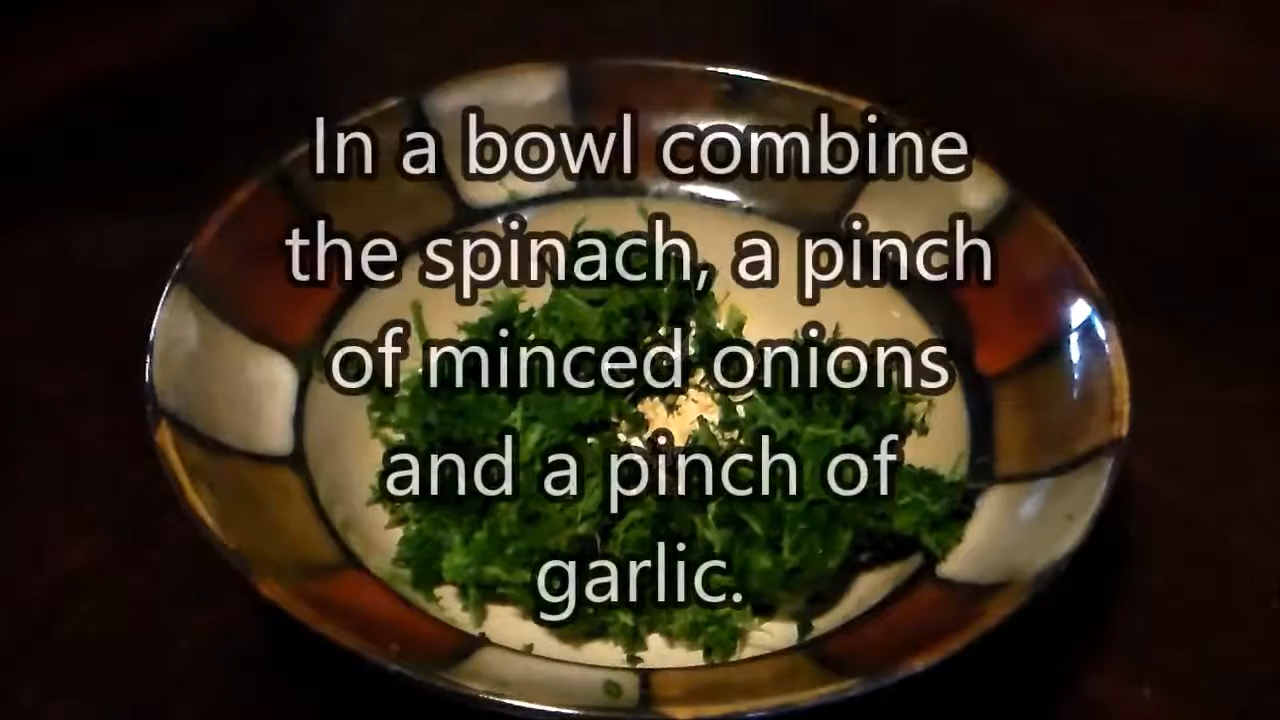 In a bowl combine
the spinach, a pinch
of minced onions
and a pinch of
garlic.